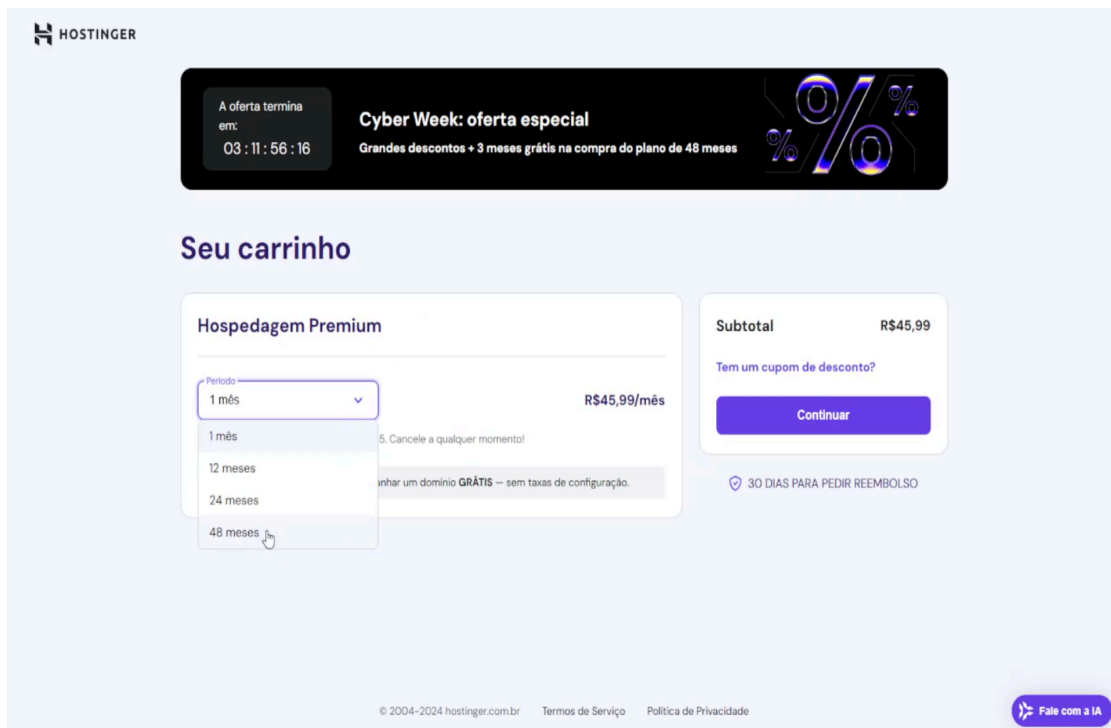 HOSTINGER
A oferta termina
em:
03 : 11 : 56 : 16
Cyber Week: oferta especial
Grandes descontos + 3 meses grátis na compra do plano de 48 meses
% % %
Seu carrinho
Hospedagem Premium
Período
1 mês
R$45,99/mês
1 mês
12 meses
24 meses
48 meses
5. Cancele a qualquer momento!
nhar um domínio GRÁTIS — sem taxas de configuração.
Subtotal R$45,99
Tem um cupom de desconto?
Continuar
30 DIAS PARA PEDIR REEMBOLSO
© 2004-2024 hostinger.com.br Termos de Serviço Política de Privacidade
Fale com a IA